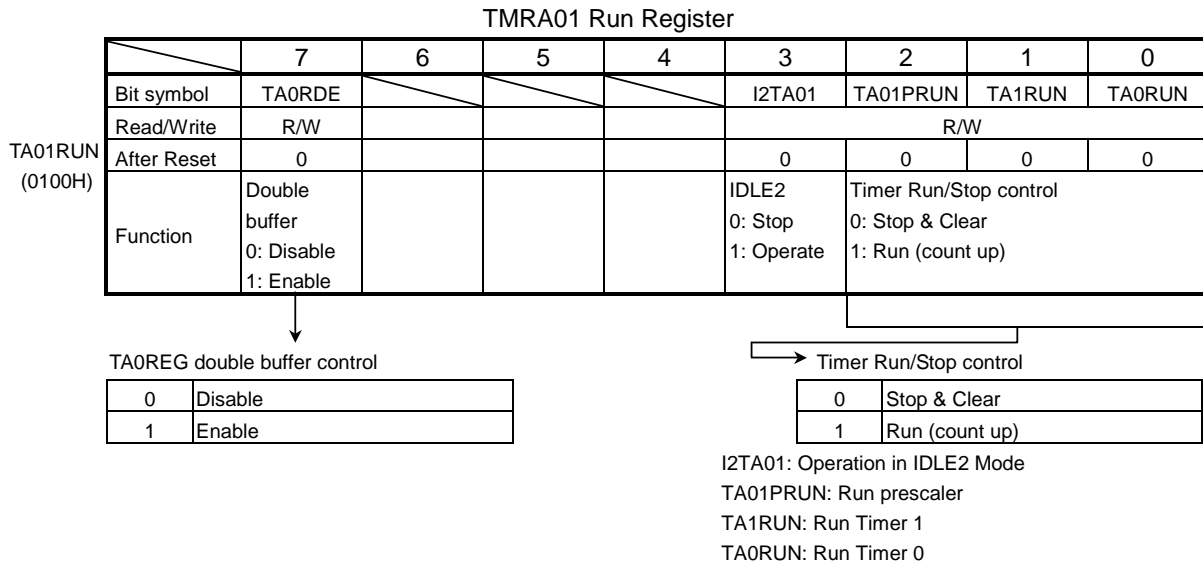 TMRA01 Run Register
7 6 5 4 3 2 1 0
Bit symbol TA0RDE I2TA01 TA01PRUN TA1RUN TA0RUN
Read/Write R/W R/W
TA01RUN
(0100H)
After Reset 0 0 0 0 0
Function
Double
buffer
0: Disable
1: Enable
IDLE2
0: Stop
1: Operate
Timer Run/Stop control
0: Stop & Clear
1: Run (count up)
TA0REG double buffer control
0 Disable
1 Enable
Timer Run/Stop control
0 Stop & Clear
1 Run (count up)
I2TA01: Operation in IDLE2 Mode
TA01PRUN: Run prescaler
TA1RUN: Run Timer 1
TA0RUN: Run Timer 0